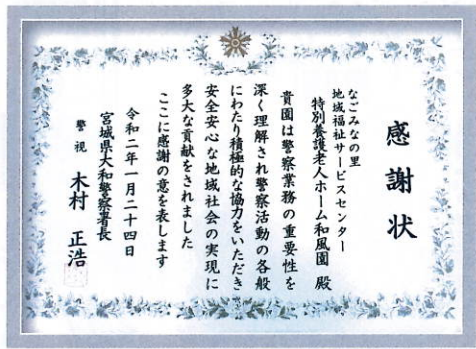 感謝状
なごみなの里
地域福祉サービスセンター
特別養護老人ホーム和風園 殿
貴園は警察業務の重要性を
深く理解され警察活動の各般
にわたり積極的な協力をいただき
安全安心な地域社会の実現に
多大な貢献をされました
ここに感謝の意を表します
令和二年一月二十四日
宮城県大和警察署長
警視 木村 正浩